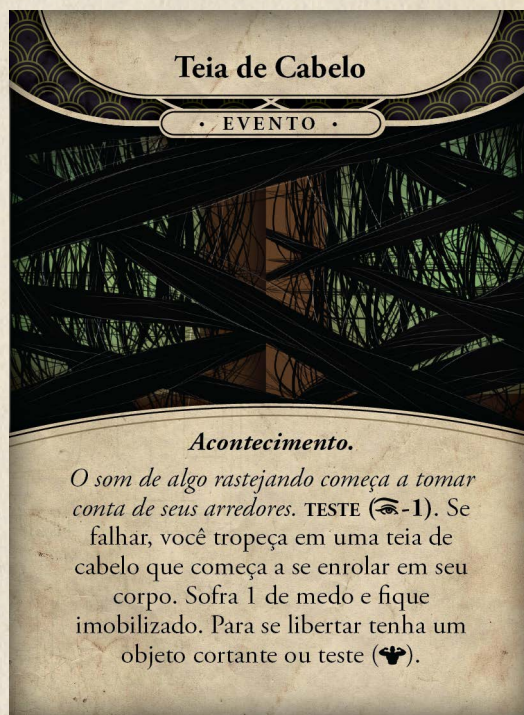 Teia de Cabelo
· EVENTO ·
Acontecimento.
O som de algo rastejando começa a tomar
conta de seus arredores. TESTE (-1). Se
falhar, você tropeça em uma teia de
cabelo que começa a se enrolar em seu
corpo. Sofra 1 de medo e fique
imobilizado. Para se libertar tenha um
objeto cortante ou teste ().